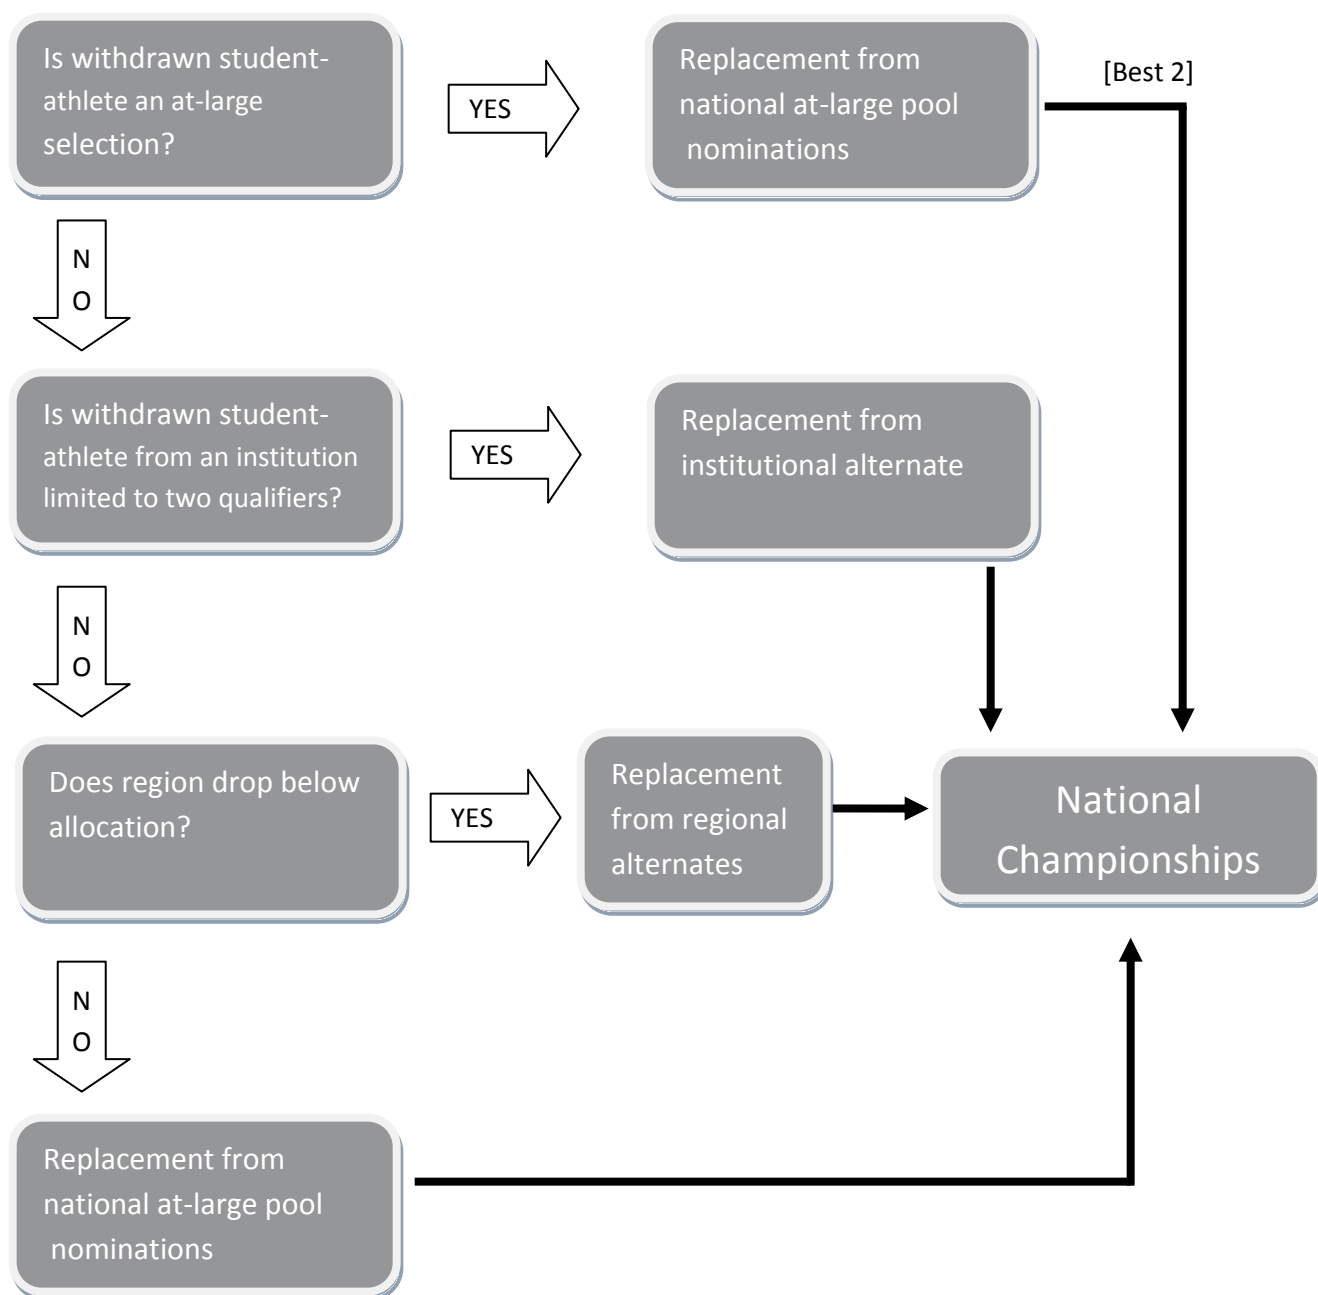 Is withdrawn student-
athlete an at-large
selection?
YES
Replacement from
national at-large pool
nominations
[Best 2]
N
O
Is withdrawn student-
athlete from an institution
limited to two qualifiers?
YES
Replacement from
institutional alternate
N
O
Does region drop below
allocation?
YES
Replacement
from regional
alternates
National
Championships
N
O
Replacement from
national at-large pool
nominations